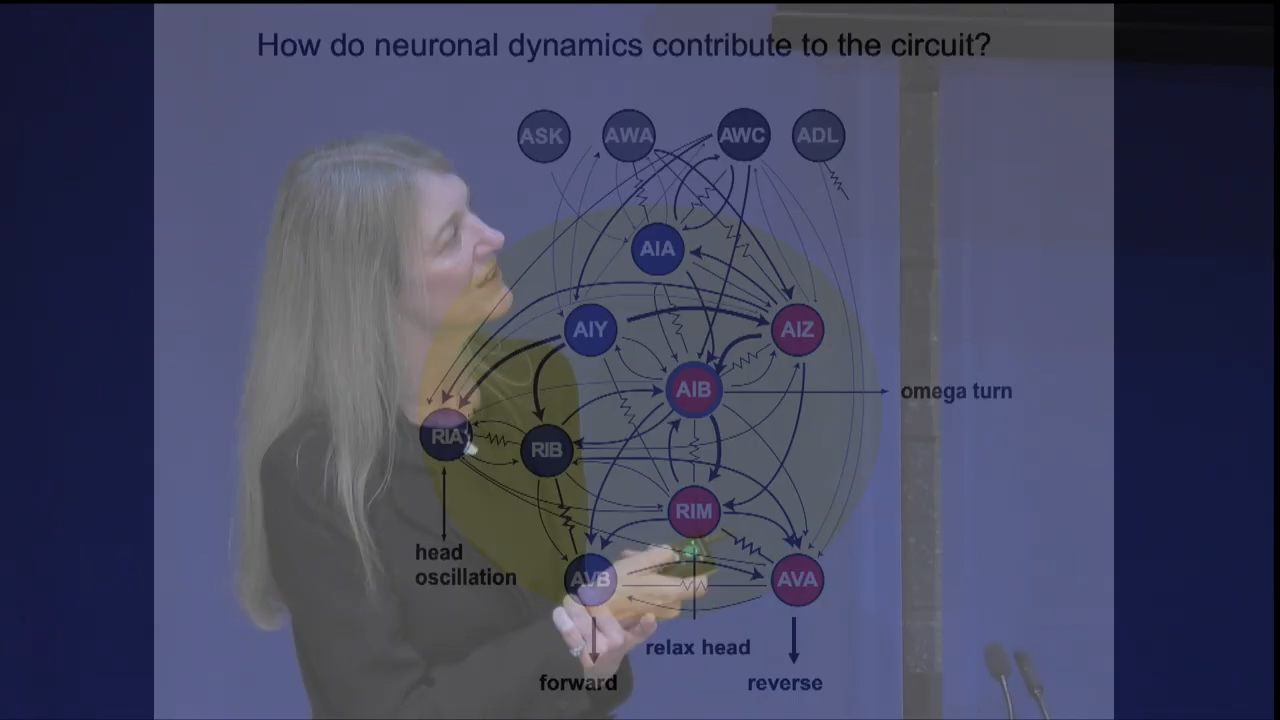 How do neuronal dynamics contribute to the circuit?
ASK AWA AWC ADL
AIA
AIY AIZ
AIB
omega turn
RIA RIB
RIM
head
oscillation
AVB AVA
relax head
forward reverse